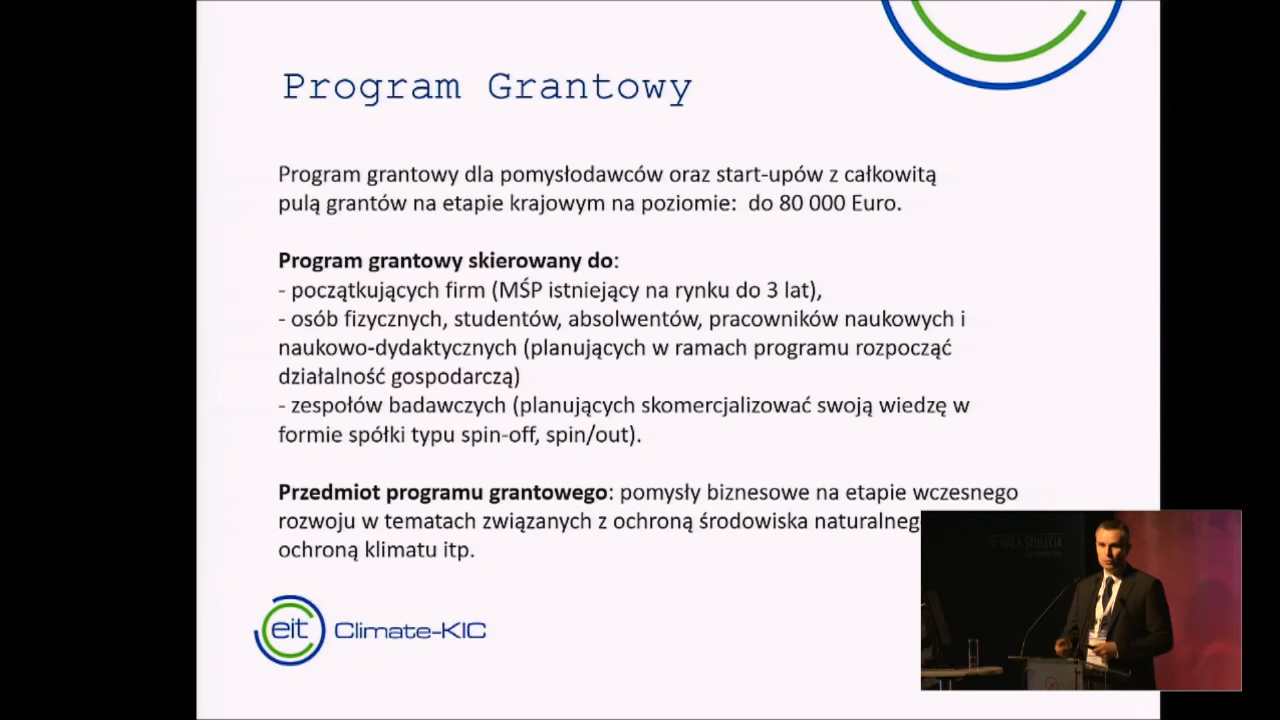 Program Grantowy
Program grantowy dla pomysłodawców oraz start-upów z całkowitą
pulą grantów na etapie krajowym na poziomie: do 80 000 Euro.
Program grantowy skierowany do:
- początkujących firm (MŚP istniejący na rynku do 3 lat),
- osób fizycznych, studentów, absolwentów, pracowników naukowych i
naukowo-dydaktycznych (planujących w ramach programu rozpocząć
działalność gospodarczą)
- zespołów badawczych (planujących skomercjalizować swoją wiedzę w
formie spółki typu spin-off, spin/out).
Przedmiot programu grantowego: pomysły biznesowe na etapie wczesnego
rozwoju w tematach związanych z ochroną środowiska naturalneg
ochroną klimatu itp.
eit Climate-KIC
HALA STULECIA